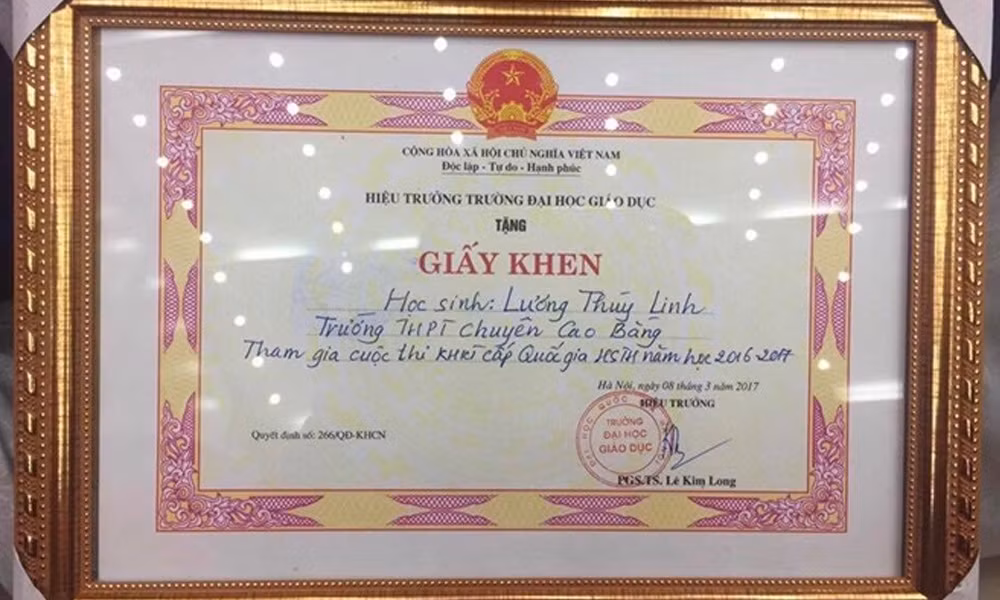 CỘNG HÒA XÃ HỘI CHỦ NGHĨA VIỆT NAM
Độc lập - Tự do - Hạnh phúc
HIỆU TRƯỞNG TRƯỜNG ĐẠI HỌC GIÁO DỤC
TẶNG
GIẤY KHEN
Học sinh: Lương Thùy Linh
Trường THPT chuyên Cao Bằng
Tham gia cuộc thi KHKT cấp Quốc gia HSTH năm học 2016-2017
Hà Nội, ngày 08 tháng 3 năm 2017
HIỆU TRƯỞNG
Quyết định số: 266/QĐ-KHCN
TRƯỜNG
ĐẠI HỌC
GIÁO DỤC
PGS.TS. Lê Kim Long